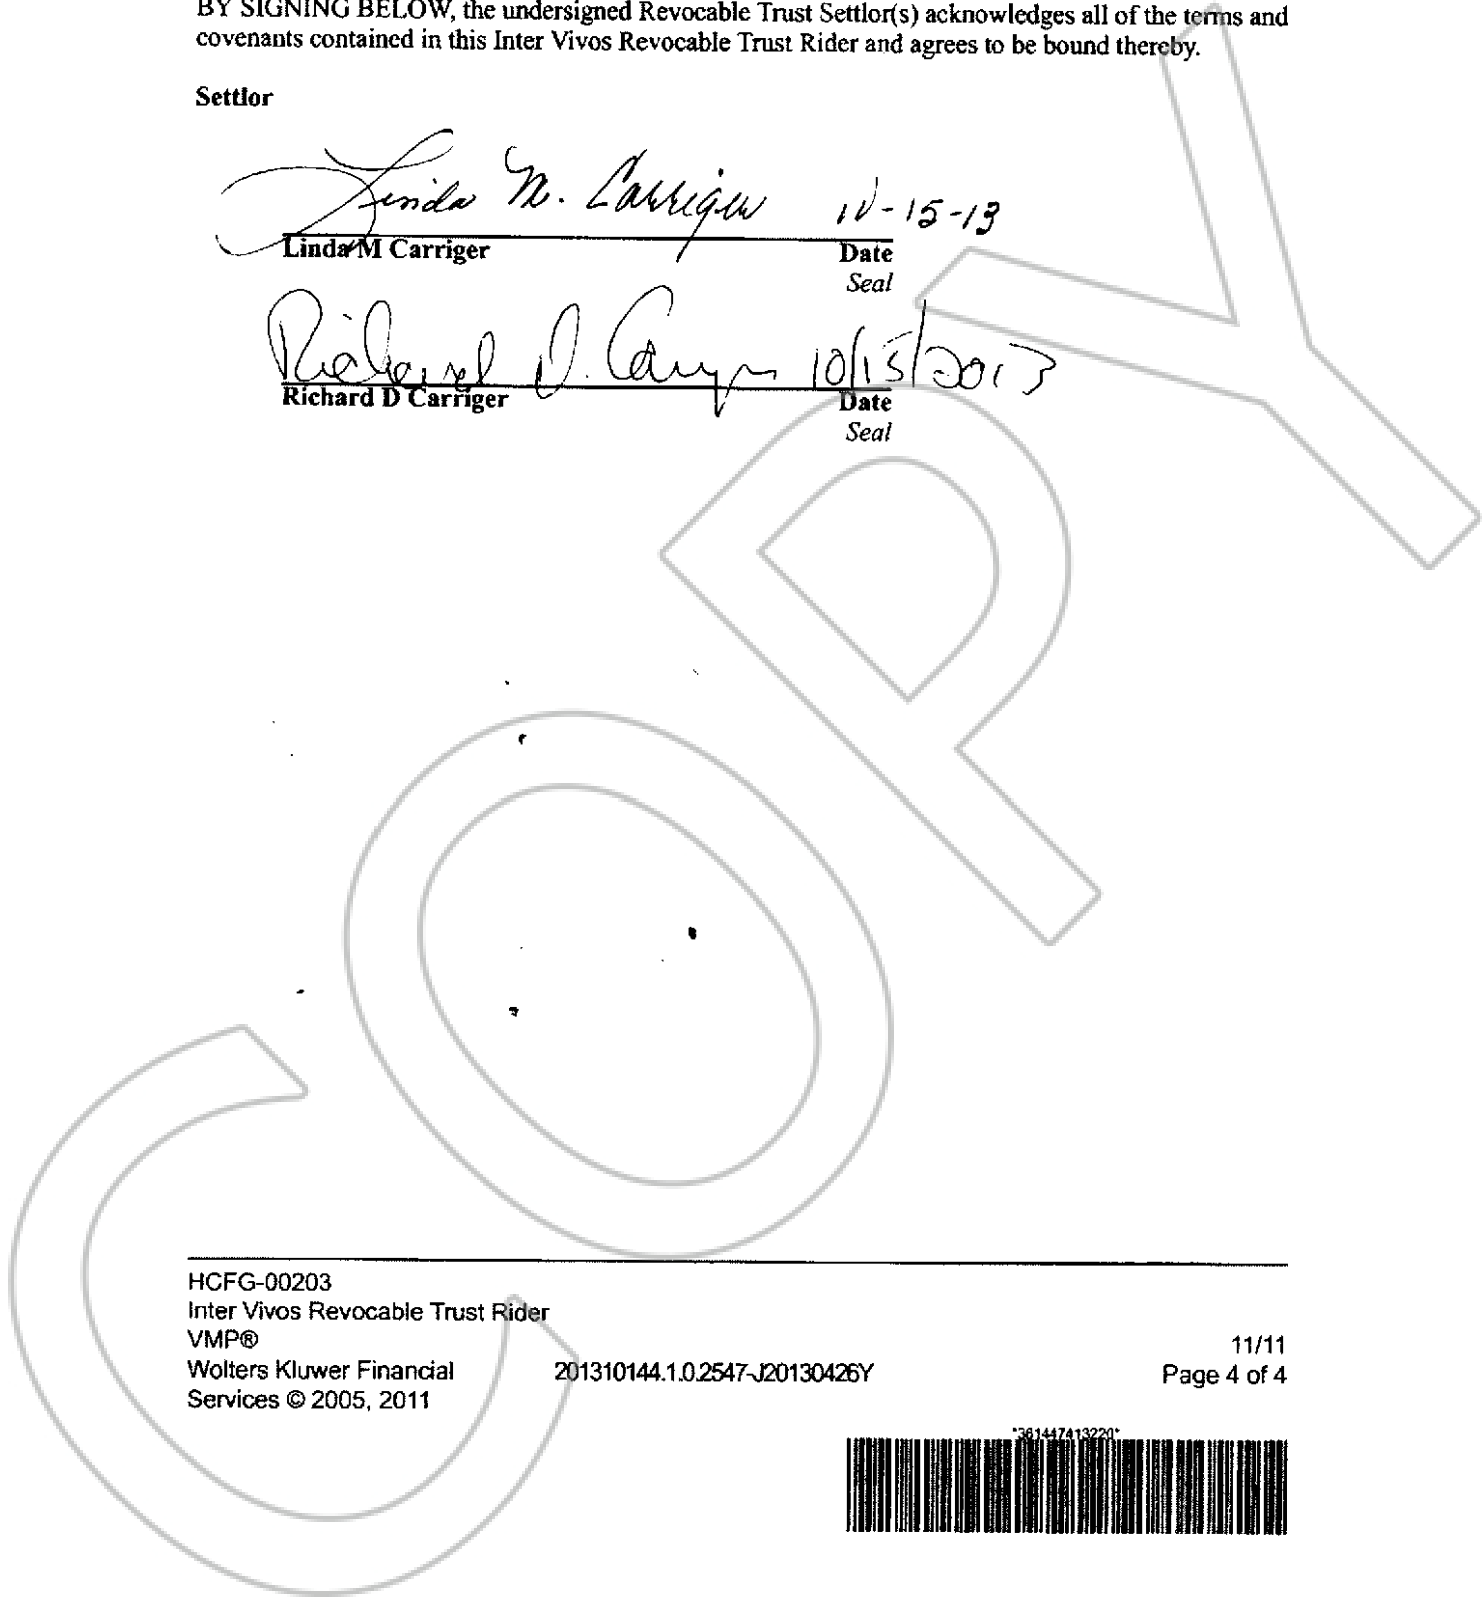 BY SIGNING BELOW, the undersigned Revocable Trust Settlor(s) acknowledges all of the terms and
covenants contained in this Inter Vivos Revocable Trust Rider and agrees to be bound thereby.
Settlor
Linda M. Carriger 10-15-13
Linda M Carriger Date
Seal
Richard D. Carriger 10/15/2013
Richard D Carriger Date
Seal
COPY
HCFG-00203
Inter Vivos Revocable Trust Rider
VMP®
Wolters Kluwer Financial
Services © 2005, 2011
201310144.1.0.2547-J20130426Y
11/11
Page 4 of 4
*361447413220*